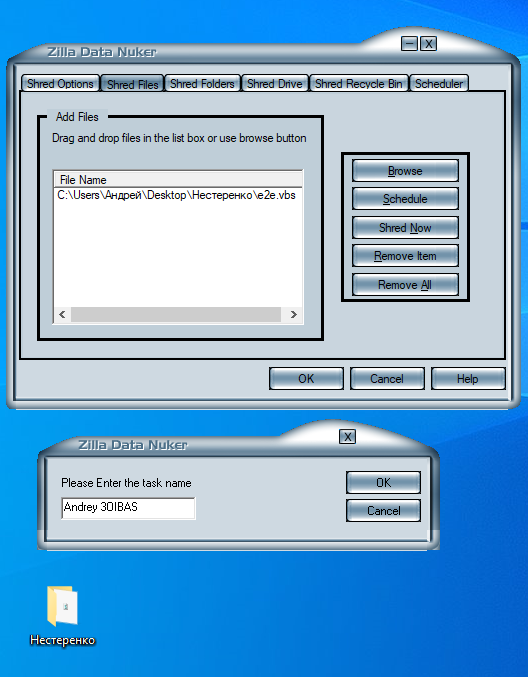 Zilla Data Nuker
Shred Options Shred Files Shred Folders Shred Drive Shred Recycle Bin Scheduler
Add Files
Drag and drop files in the list box or use browse button
File Name
C:\Users\Андрей\Desktop\Нестеренко\e2e.vbs
Browse
Schedule
Shred Now
Remove Item
Remove All
OK Cancel Help
Zilla Data Nuker
Please Enter the task name
Andrey 3OIBAS
OK
Cancel
Нестеренко